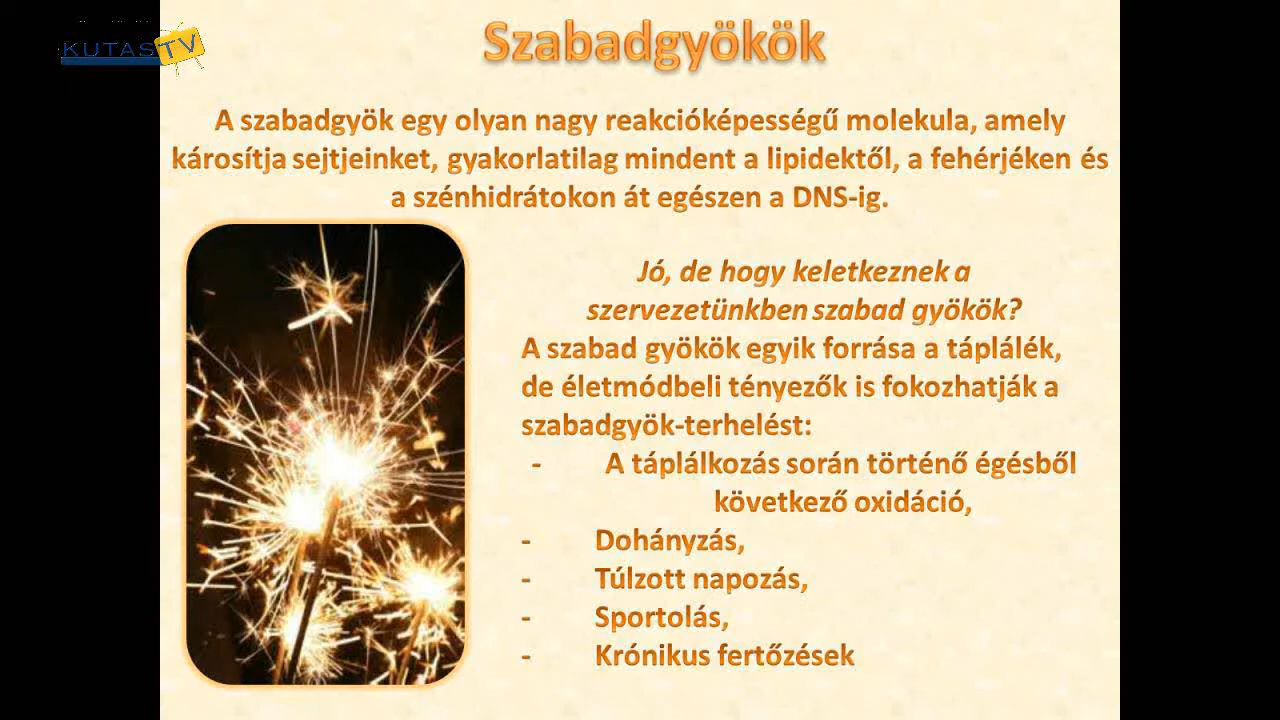 KUTAS TV
Szabadgyökök
A szabadgyök egy olyan nagy reakcióképességű molekula, amely
károsítja sejtjeinket, gyakorlatilag mindent a lipidektől, a fehérjéken és
a szénhidrátokon át egészen a DNS-ig.
Jó, de hogy keletkeznek a
szervezetünkben szabad gyökök?
A szabad gyökök egyik forrása a táplálék,
de életmódbeli tényezők is fokozhatják a
szabadgyök-terhelést:
- A táplálkozás során történő égésből
következő oxidáció,
- Dohányzás,
- Túlzott napozás,
- Sportolás,
- Krónikus fertőzések